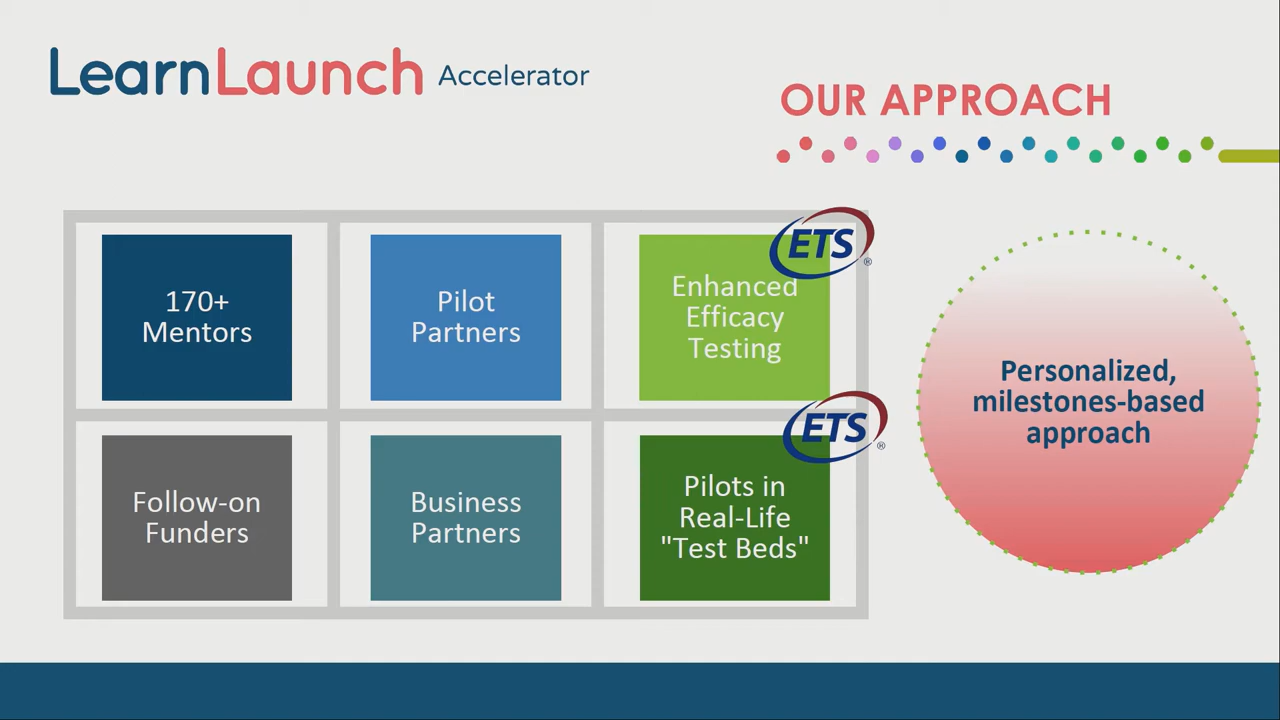 LearnLaunch Accelerator
OUR APPROACH
170+
Mentors
Pilot
Partners
ETS®
Enhanced
Efficacy
Testing
Follow-on
Funders
Business
Partners
ETS®
Pilots in
Real-Life
"Test Beds"
Personalized,
milestones-based
approach